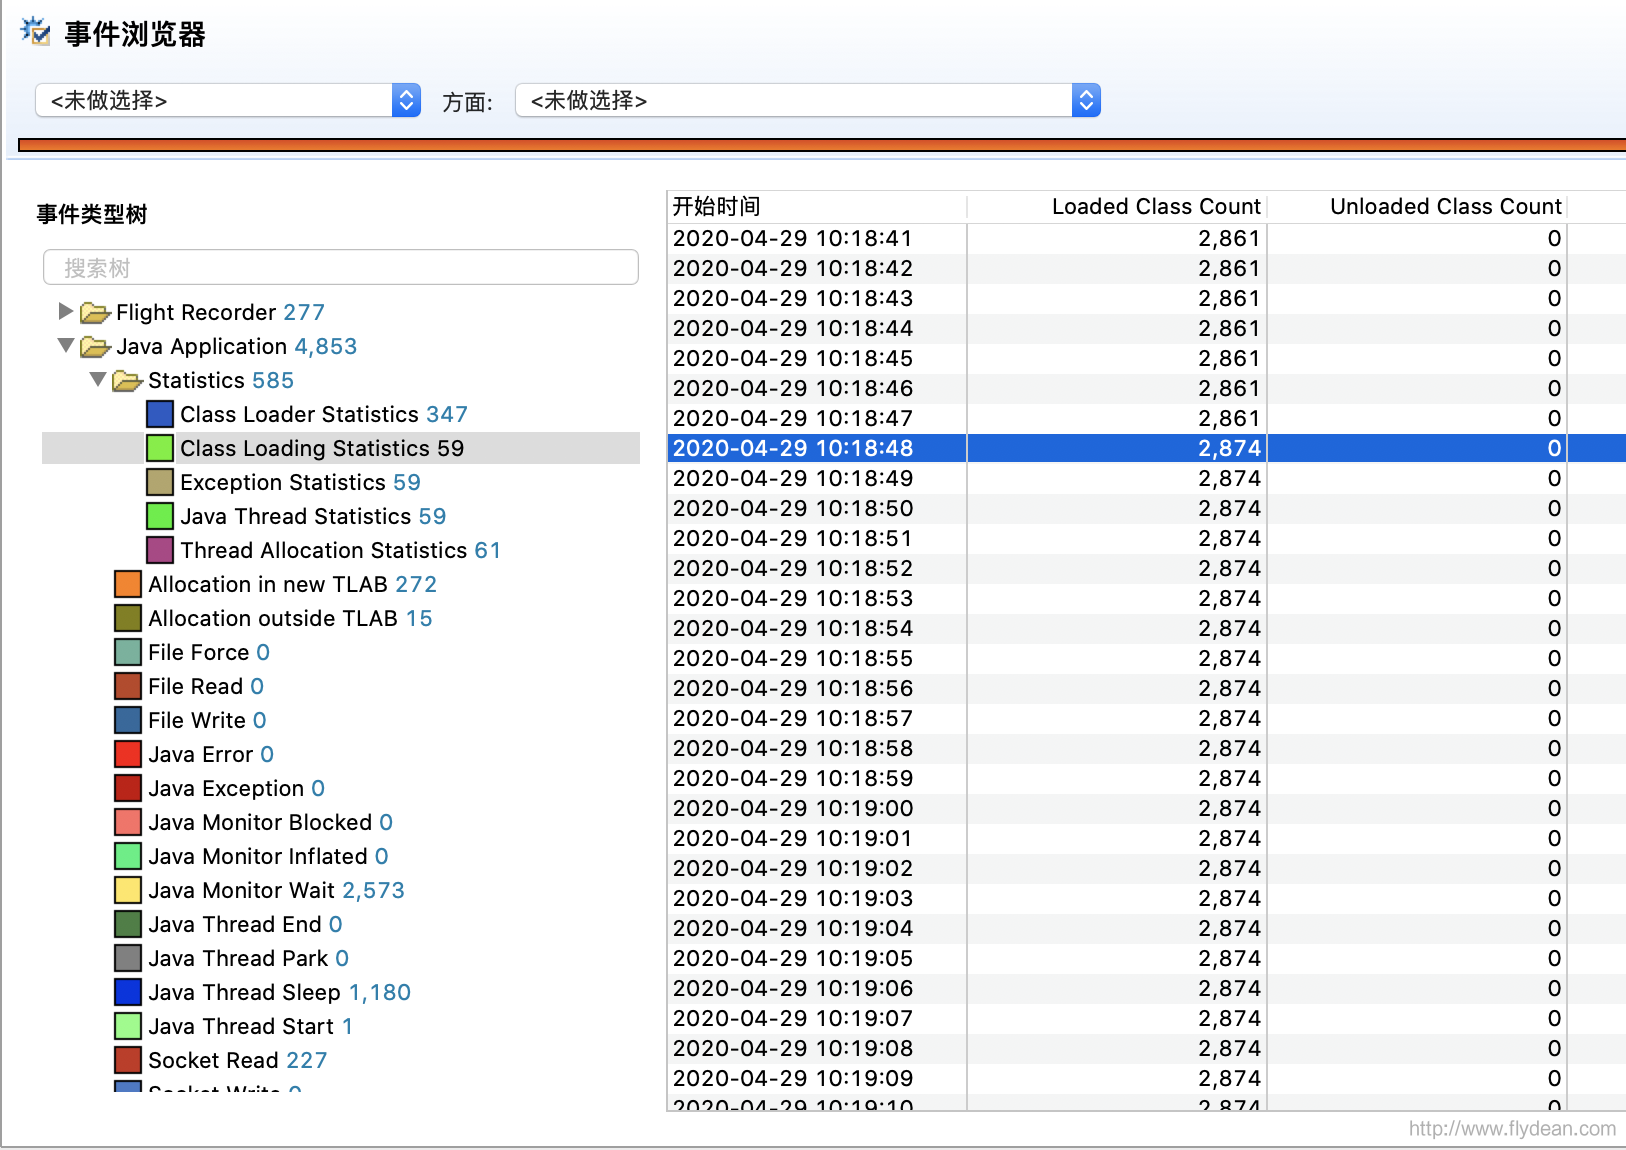 事件浏览器
<未做选择> 方面: <未做选择>
事件类型树
搜索树
Flight Recorder 277
Java Application 4,853
Statistics 585
Class Loader Statistics 347
Class Loading Statistics 59
Exception Statistics 59
Java Thread Statistics 59
Thread Allocation Statistics 61
Allocation in new TLAB 272
Allocation outside TLAB 15
File Force 0
File Read 0
File Write 0
Java Error 0
Java Exception 0
Java Monitor Blocked 0
Java Monitor Inflated 0
Java Monitor Wait 2,573
Java Thread End 0
Java Thread Park 0
Java Thread Sleep 1,180
Java Thread Start 1
Socket Read 227
Socket Write 0
开始时间 Loaded Class Count Unloaded Class Count
2020-04-29 10:18:41 2,861 0
2020-04-29 10:18:42 2,861 0
2020-04-29 10:18:43 2,861 0
2020-04-29 10:18:44 2,861 0
2020-04-29 10:18:45 2,861 0
2020-04-29 10:18:46 2,861 0
2020-04-29 10:18:47 2,861 0
2020-04-29 10:18:48 2,874 0
2020-04-29 10:18:49 2,874 0
2020-04-29 10:18:50 2,874 0
2020-04-29 10:18:51 2,874 0
2020-04-29 10:18:52 2,874 0
2020-04-29 10:18:53 2,874 0
2020-04-29 10:18:54 2,874 0
2020-04-29 10:18:55 2,874 0
2020-04-29 10:18:56 2,874 0
2020-04-29 10:18:57 2,874 0
2020-04-29 10:18:58 2,874 0
2020-04-29 10:18:59 2,874 0
2020-04-29 10:19:00 2,874 0
2020-04-29 10:19:01 2,874 0
2020-04-29 10:19:02 2,874 0
2020-04-29 10:19:03 2,874 0
2020-04-29 10:19:04 2,874 0
2020-04-29 10:19:05 2,874 0
2020-04-29 10:19:06 2,874 0
2020-04-29 10:19:07 2,874 0
2020-04-29 10:19:08 2,874 0
2020-04-29 10:19:09 2,874 0
2020-04-29 10:19:10 2,874 0
http://www.flydean.com